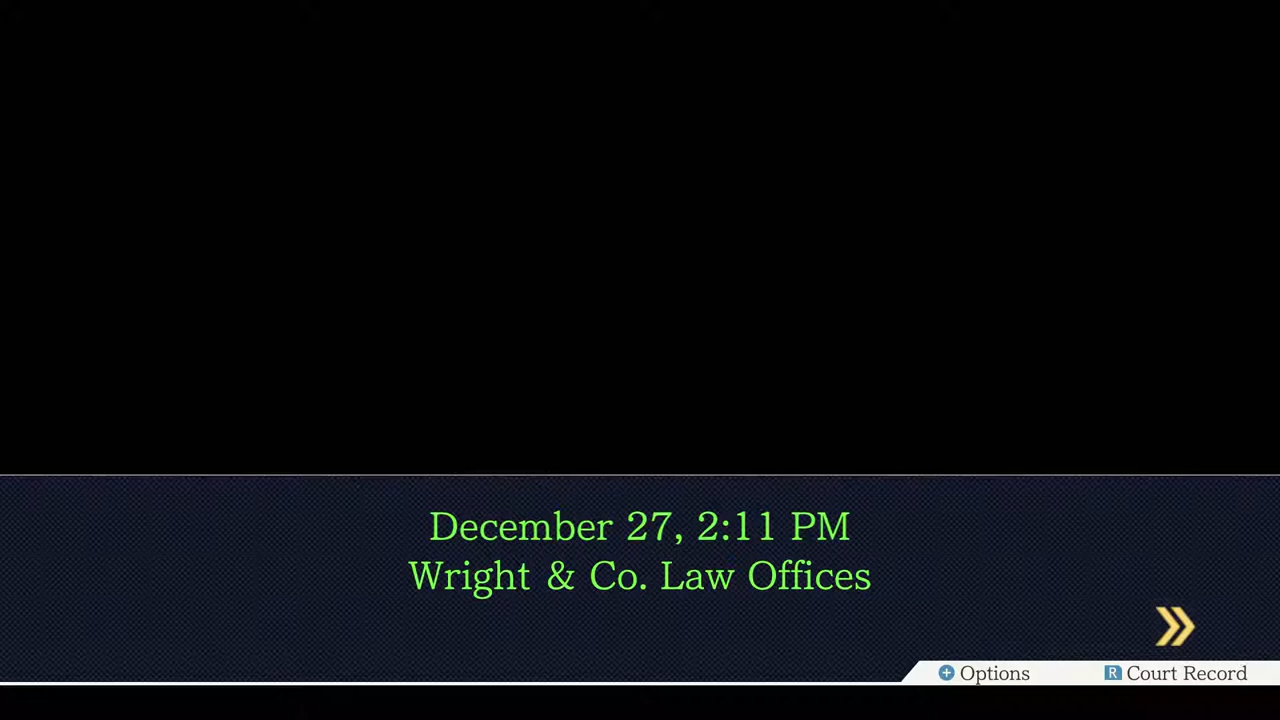 December 27, 2:11 PM
Wright & Co. Law Offices
Options
R Court Record